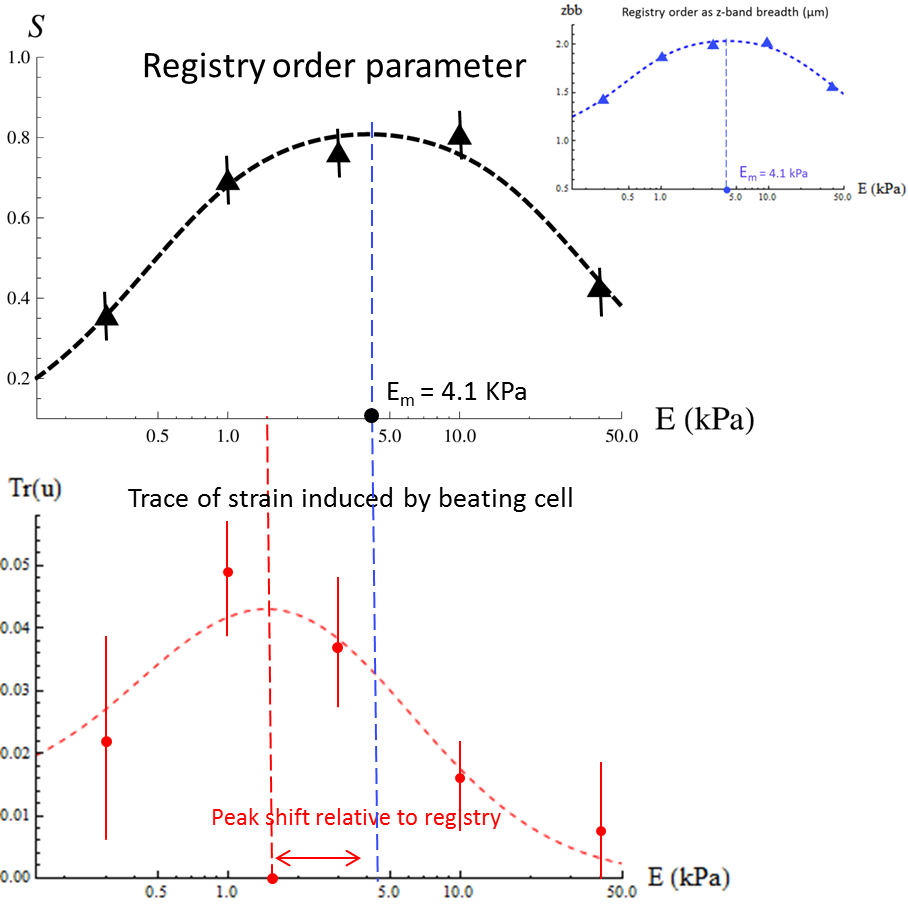 S
Registry order parameter
1.0
0.8
0.6
0.4
0.2
E_m = 4.1 KPa
0.5 1.0 5.0 10.0 50.0 E (kPa)
zbb Registry order as z-band breadth (μm)
2.0
1.5
1.0
0.5
E_m = 4.1 kPa
0.5 1.0 5.0 10.0 50.0 E (kPa)
Tr(u)
Trace of strain induced by beating cell
0.05
0.04
0.03
0.02
0.01
0.00
Peak shift relative to registry
0.5 1.0 5.0 10.0 50.0 E (kPa)